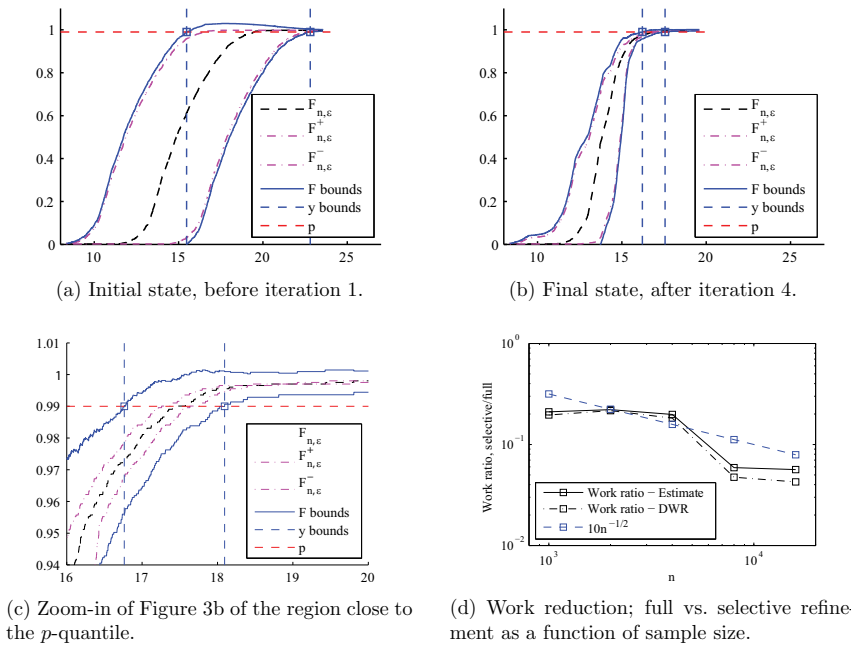 1
0.8
0.6
0.4
0.2
0
10 15 20 25
F n,ε
F + n,ε
F − n,ε
F bounds
y bounds
p
(a) Initial state, before iteration 1.
1
0.8
0.6
0.4
0.2
0
10 15 20 25
F n,ε
F + n,ε
F − n,ε
F bounds
y bounds
p
(b) Final state, after iteration 4.
1.01
1
0.99
0.98
0.97
0.96
0.95
0.94
16 17 18 19 20
F n,ε
F + n,ε
F − n,ε
F bounds
y bounds
p
(c) Zoom-in of Figure 3b of the region close to
the p-quantile.
Work ratio, selective/full
10^0
10^−1
10^−2
10^3 10^4
n
Work ratio − Estimate
Work ratio − DWR
10n^−1/2
(d) Work reduction; full vs. selective refine-
ment as a function of sample size.